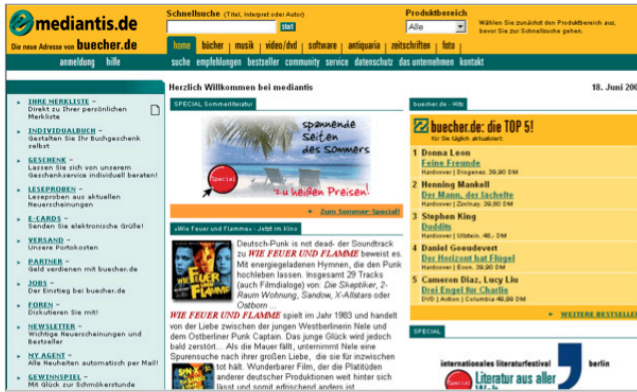 mediantis.de
Die neue Adresse von buecher.de
Schnellsuche (Titel, Interpret oder Autor)
start
Produktbereich
Alle
Wählen Sie zunächst den Produktbereich aus,
bevor Sie zur Schnellsuche gehen.
home | bücher | musik | video/dvd | software | antiquaria | zeitschriften | foto |
anmeldung hilfe
suche empfehlungen bestseller community service datenschutz das unternehmen kontakt
IHRE MERKLISTE -
Direkt zu Ihrer persönlichen
Merkliste
INDIVIDUALBUCH -
Gestalten Sie Ihr Buchgeschenk
selbst
GESCHENK -
Lassen Sie sich von unserem
Geschenkservice individuell beraten!
LESEPROBEN -
Leseproben aus aktuellen
Neuerscheinungen
E-CARDS -
Senden Sie elektronische Grüße!
VERSAND -
Unsere Portokosten
PARTNER -
Geld verdienen mit buecher.de
JOBS -
Der Einstieg bei buecher.de
FOREN -
Diskutieren Sie mit!
NEWSLETTER -
Wichtige Neuerscheinungen und
Bestseller
MY AGENT -
Alle Neuheiten automatisch per Mail!
GEWINNSPIEL -
Mit Glück zur Schmökerstunde
Herzlich Willkommen bei mediantis
18. Juni 200
SPECIAL Sommerliteratur
spannende
Seiten
des Sommers
Special
zu heißen Preisen!
Zum Sommer-Special!
»Wie Feuer und Flamme« - Jetzt im Kino
WIE
FEUER
UND
FLAMME
Deutsch-Punk is not dead- der Soundtrack
zu WIE FEUER UND FLAMME beweist es.
Mit energiegeladenen Hymnen, die den Punk
hochleben lassen. Insgesamt 29 Tracks
(auch Filmdialoge) von: Die Skeptiker, 2-
Raum Wohnung, Sandow, X-Allstars oder
Ostborn ...
WIE FEUER UND FLAMME spielt im Jahr 1983 und handelt
von der Liebe zwischen der jungen Westberlinerin Nele und
dem Ostberliner Punk Captain. Das junge Glück wird jedoch
bald zerstört... Als die Mauer fällt, unternimmt Nele eine
Spurensuche nach ihrer großen Liebe, die sie für inzwischen
tot hält. Wunderbarer Film, der die Platitüden
anderer deutscher Produktionen weit hinter sich
lässt und somit erfrischend anders ist
buecher.de - Hits
buecher.de: die TOP 5!
für Sie täglich aktualisiert:
1 Donna Leon
Feine Freunde
Hardcover | Diogenes. 39,90 DM
2 Henning Mankell
Der Mann, der lächelte
Hardcover | Zsolnay. 39,80 DM
3 Stephen King
Duddits
Hardcover | Ullstein. 48,- DM
4 Daniel Goeudevert
Der Horizont hat Flügel
Hardcover | Econ. 39,90 DM
5 Cameron Diaz, Lucy Liu
Drei Engel für Charlie
DVD | Action | Columbia 49,99 DM
WEITERE BESTSELLER
SPECIAL
internationales literaturfestival berlin
Special
Literatur aus aller